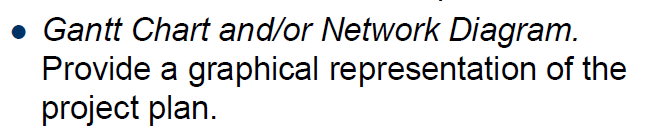 • Gantt Chart and/or Network Diagram.
Provide a graphical representation of the
project plan.